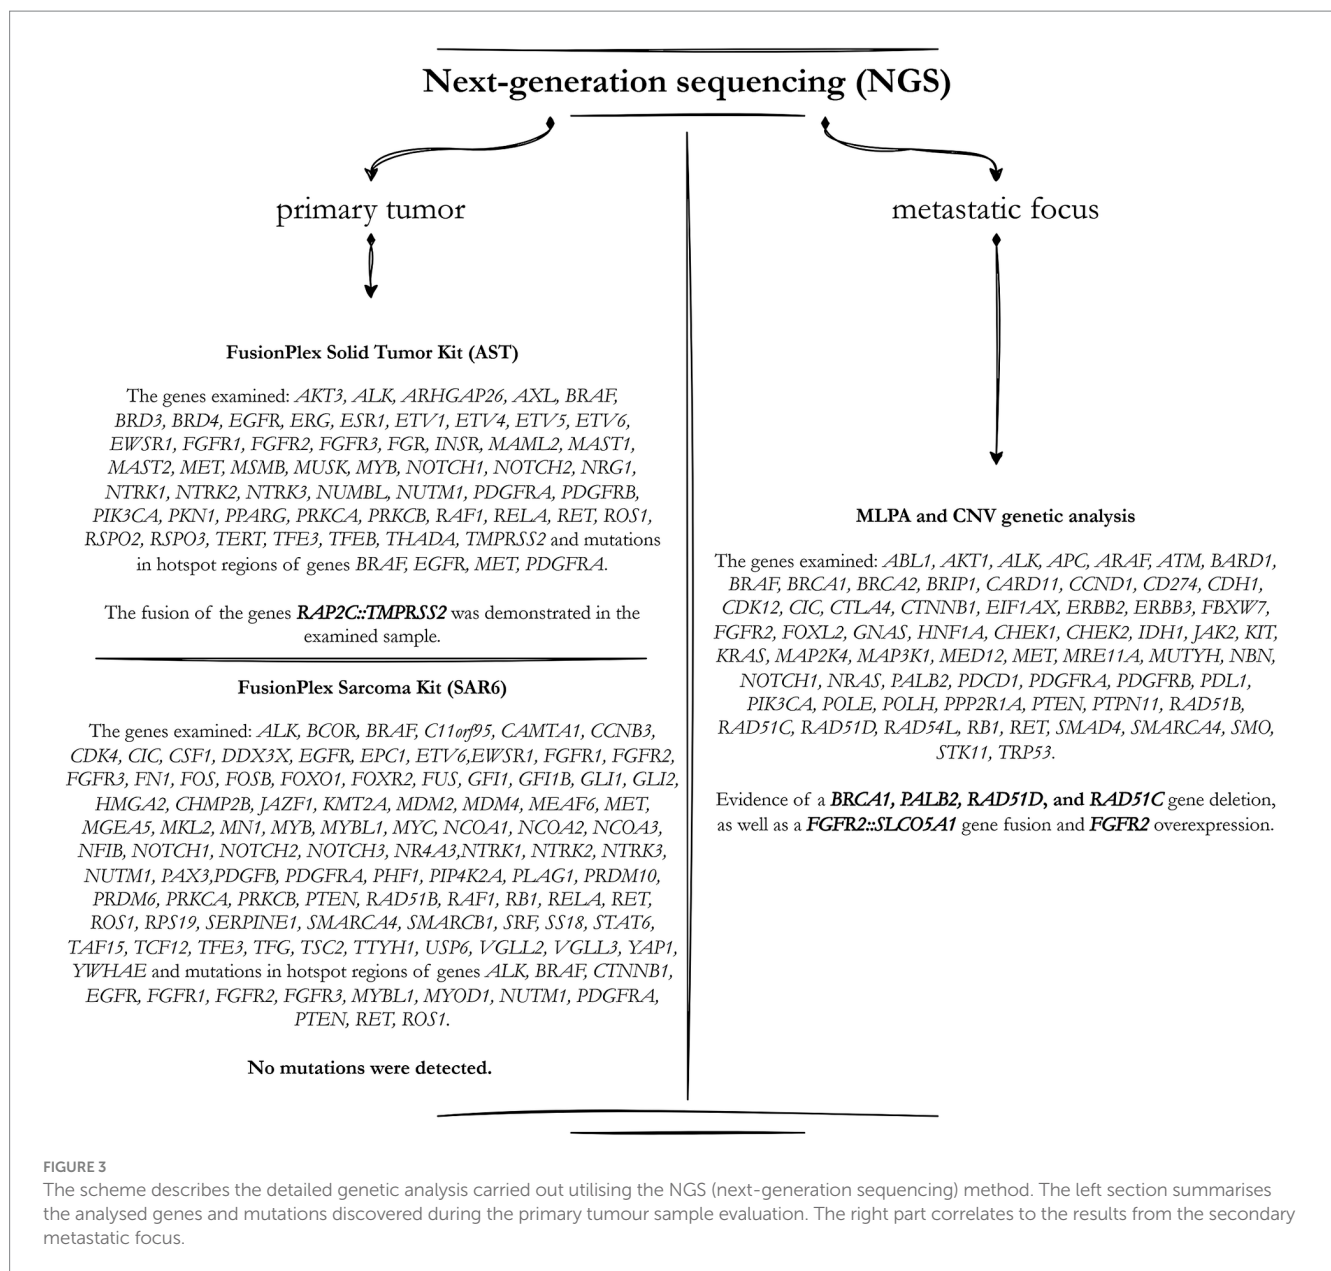 Next-generation sequencing (NGS)
primary tumor
FusionPlex Solid Tumor Kit (AST)
The genes examined: AKT3, ALK, ARHGAP26, AXL, BRAF,
BRD3, BRD4, EGFR, ERG, ESR1, ETV1, ETV4, ETV5, ETV6,
EWSR1, FGFR1, FGFR2, FGFR3, FGR, INSR, MAML2, MAST1,
MAST2, MET, MSMB, MUSK, MYB, NOTCH1, NOTCH2, NRG1,
NTRK1, NTRK2, NTRK3, NUMBL, NUTM1, PDGFRA, PDGFRB,
PIK3CA, PKN1, PPARG, PRKCA, PRKCB, RAF1, RELA, RET, ROS1,
RSPO2, RSPO3, TERT, TFE3, TFEB, THADA, TMPRSS2 and mutations
in hotspot regions of genes BRAF, EGFR, MET, PDGFRA.
The fusion of the genes RAP2C::TMPRSS2 was demonstrated in the
examined sample.
FusionPlex Sarcoma Kit (SAR6)
The genes examined: ALK, BCOR, BRAF, C11orf95, CAMTA1, CCNB3,
CDK4, CIC, CSF1, DDX3X, EGFR, EPC1, ETV6,EWSR1, FGFR1, FGFR2,
FGFR3, FN1, FOS, FOSB, FOXO1, FOXR2, FUS, GFI1, GFI1B, GLI1, GLI2,
HMGA2, CHMP2B, JAZF1, KMT2A, MDM2, MDM4, MEAF6, MET,
MGEA5, MKL2, MN1, MYB, MYBL1, MYC, NCOA1, NCOA2, NCOA3,
NFIB, NOTCH1, NOTCH2, NOTCH3, NR4A3,NTRK1, NTRK2, NTRK3,
NUTM1, PAX3,PDGFB, PDGFRA, PHF1, PIP4K2A, PLAG1, PRDM10,
PRDM6, PRKCA, PRKCB, PTEN, RAD51B, RAF1, RB1, RELA, RET,
ROS1, RPS19, SERPINE1, SMARCA4, SMARCB1, SRF, SS18, STAT6,
TAF15, TCF12, TFE3, TFG, TSC2, TTYH1, USP6, VGLL2, VGLL3, YAP1,
YWHAE and mutations in hotspot regions of genes ALK, BRAF, CTNNB1,
EGFR, FGFR1, FGFR2, FGFR3, MYBL1, MYOD1, NUTM1, PDGFRA,
PTEN, RET, ROS1.
No mutations were detected.
metastatic focus
MLPA and CNV genetic analysis
The genes examined: ABL1, AKT1, ALK, APC, ARAF, ATM, BARD1,
BRAF, BRCA1, BRCA2, BRIP1, CARD11, CCND1, CD274, CDH1,
CDK12, CIC, CTLA4, CTNNB1, EIF1AX, ERBB2, ERBB3, FBXW7,
FGFR2, FOXL2, GNAS, HNF1A, CHEK1, CHEK2, IDH1, JAK2, KIT,
KRAS, MAP2K4, MAP3K1, MED12, MET, MRE11A, MUTYH, NBN,
NOTCH1, NRAS, PALB2, PDCD1, PDGFRA, PDGFRB, PDL1,
PIK3CA, POLE, POLH, PPP2R1A, PTEN, PTPN11, RAD51B,
RAD51C, RAD51D, RAD54L, RB1, RET, SMAD4, SMARCA4, SMO,
STK11, TRP53.
Evidence of a BRCA1, PALB2, RAD51D, and RAD51C gene deletion,
as well as a FGFR2::SLCO5A1 gene fusion and FGFR2 overexpression.
FIGURE 3
The scheme describes the detailed genetic analysis carried out utilising the NGS (next-generation sequencing) method. The left section summarises
the analysed genes and mutations discovered during the primary tumour sample evaluation. The right part correlates to the results from the secondary
metastatic focus.